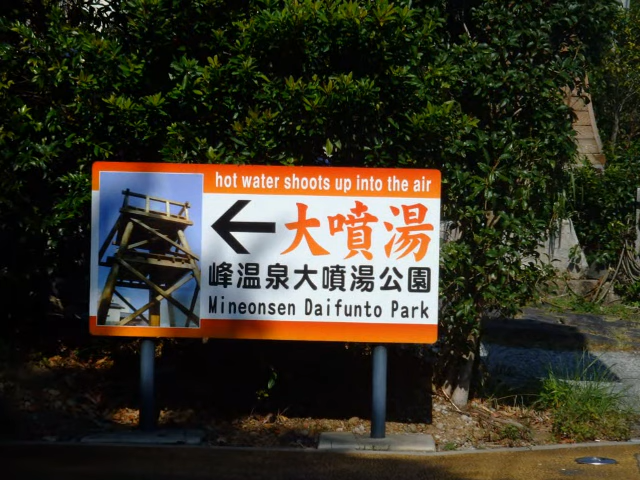 hot water shoots up into the air
大噴湯
峰温泉大噴湯公園
Mineonsen Daifunto Park